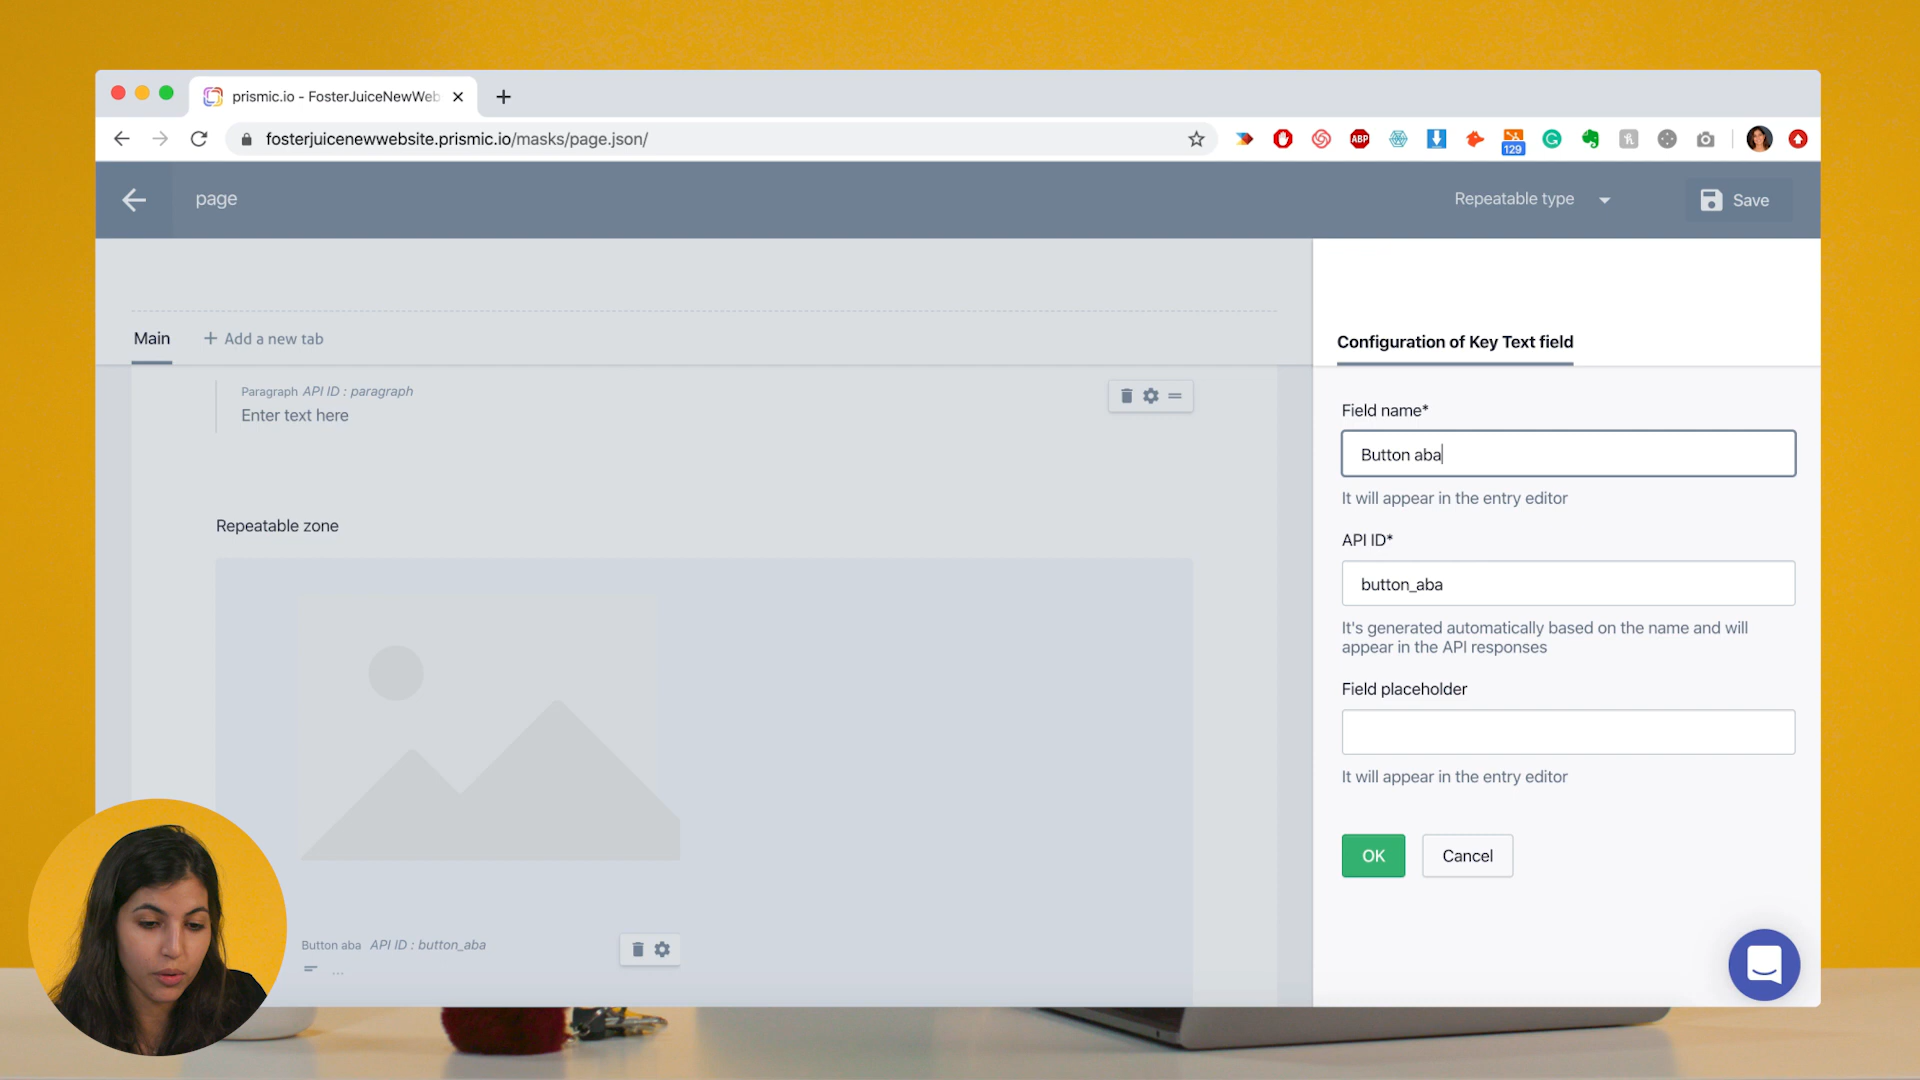 prismic.io - FosterJuiceNewWeb
fosterjuicenewwebsite.prismic.io/masks/page.json/
ABP
129
page
Repeatable type
Save
Main
+ Add a new tab
Paragraph API ID : paragraph
Enter text here
Repeatable zone
Button aba API ID : button_aba
...
Configuration of Key Text field
Field name*
Button aba
It will appear in the entry editor
API ID*
button_aba
It's generated automatically based on the name and will
appear in the API responses
Field placeholder
It will appear in the entry editor
OK
Cancel